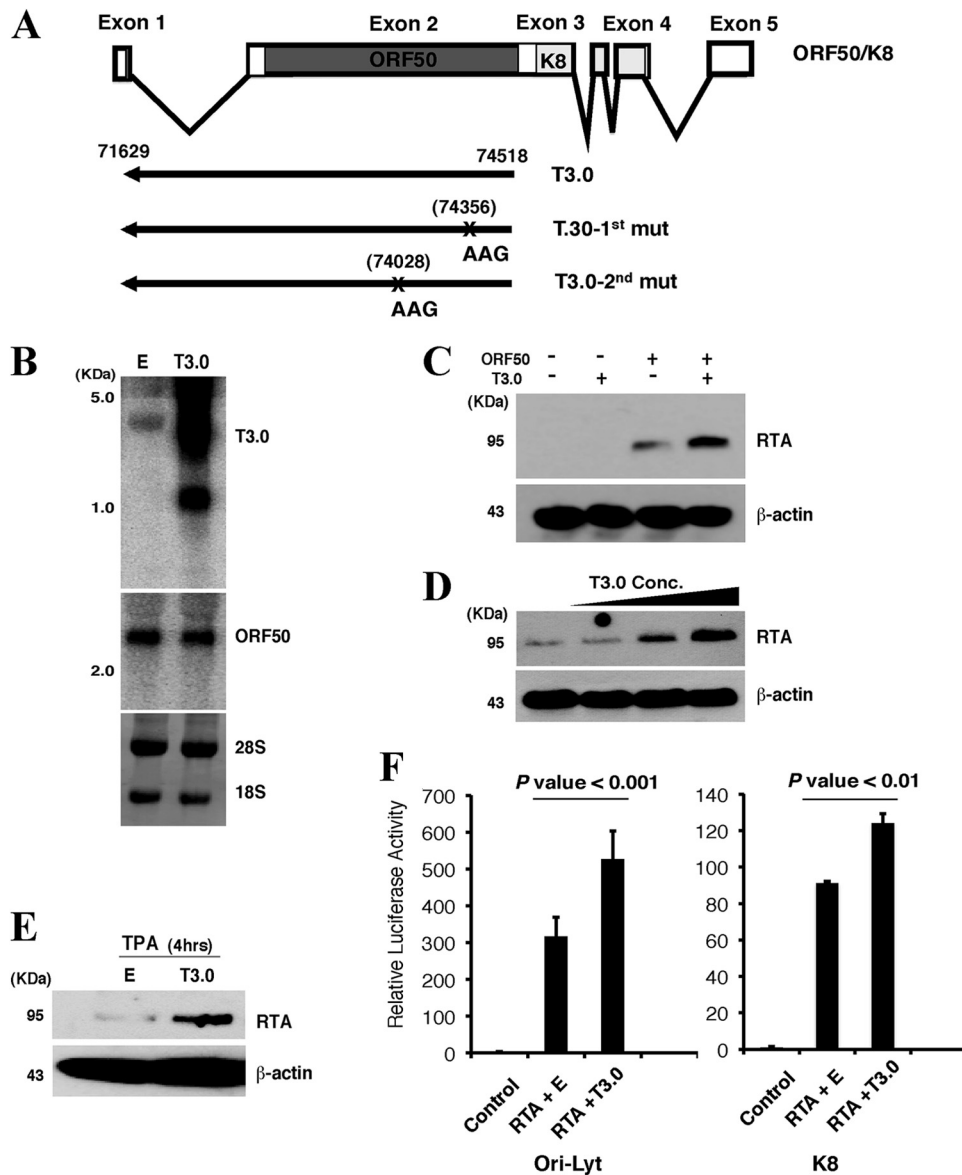 A
Exon 1
Exon 2
Exon 3
Exon 4
Exon 5
ORF50
K8
ORF50/K8
71629
74518
T3.0
(74356)
x
T.30-1st mut
AAG
(74028)
x
T3.0-2nd mut
AAG
B
E T3.0
(KDa)
5.0
T3.0
1.0
ORF50
2.0
28S
18S
C
ORF50 - - + +
T3.0 - + - +
(KDa)
95
RTA
43
β-actin
D
T3.0 Conc.
(KDa)
95
RTA
43
β-actin
E
TPA (4hrs)
(KDa)
E T3.0
95
RTA
43
β-actin
F
P value < 0.001
Relative Luciferase Activity
700
600
500
400
300
200
100
0
Control
RTA + E
RTA +T3.0
Ori-Lyt
P value < 0.01
140
120
100
80
60
40
20
0
Control
RTA + E
RTA +T3.0
K8